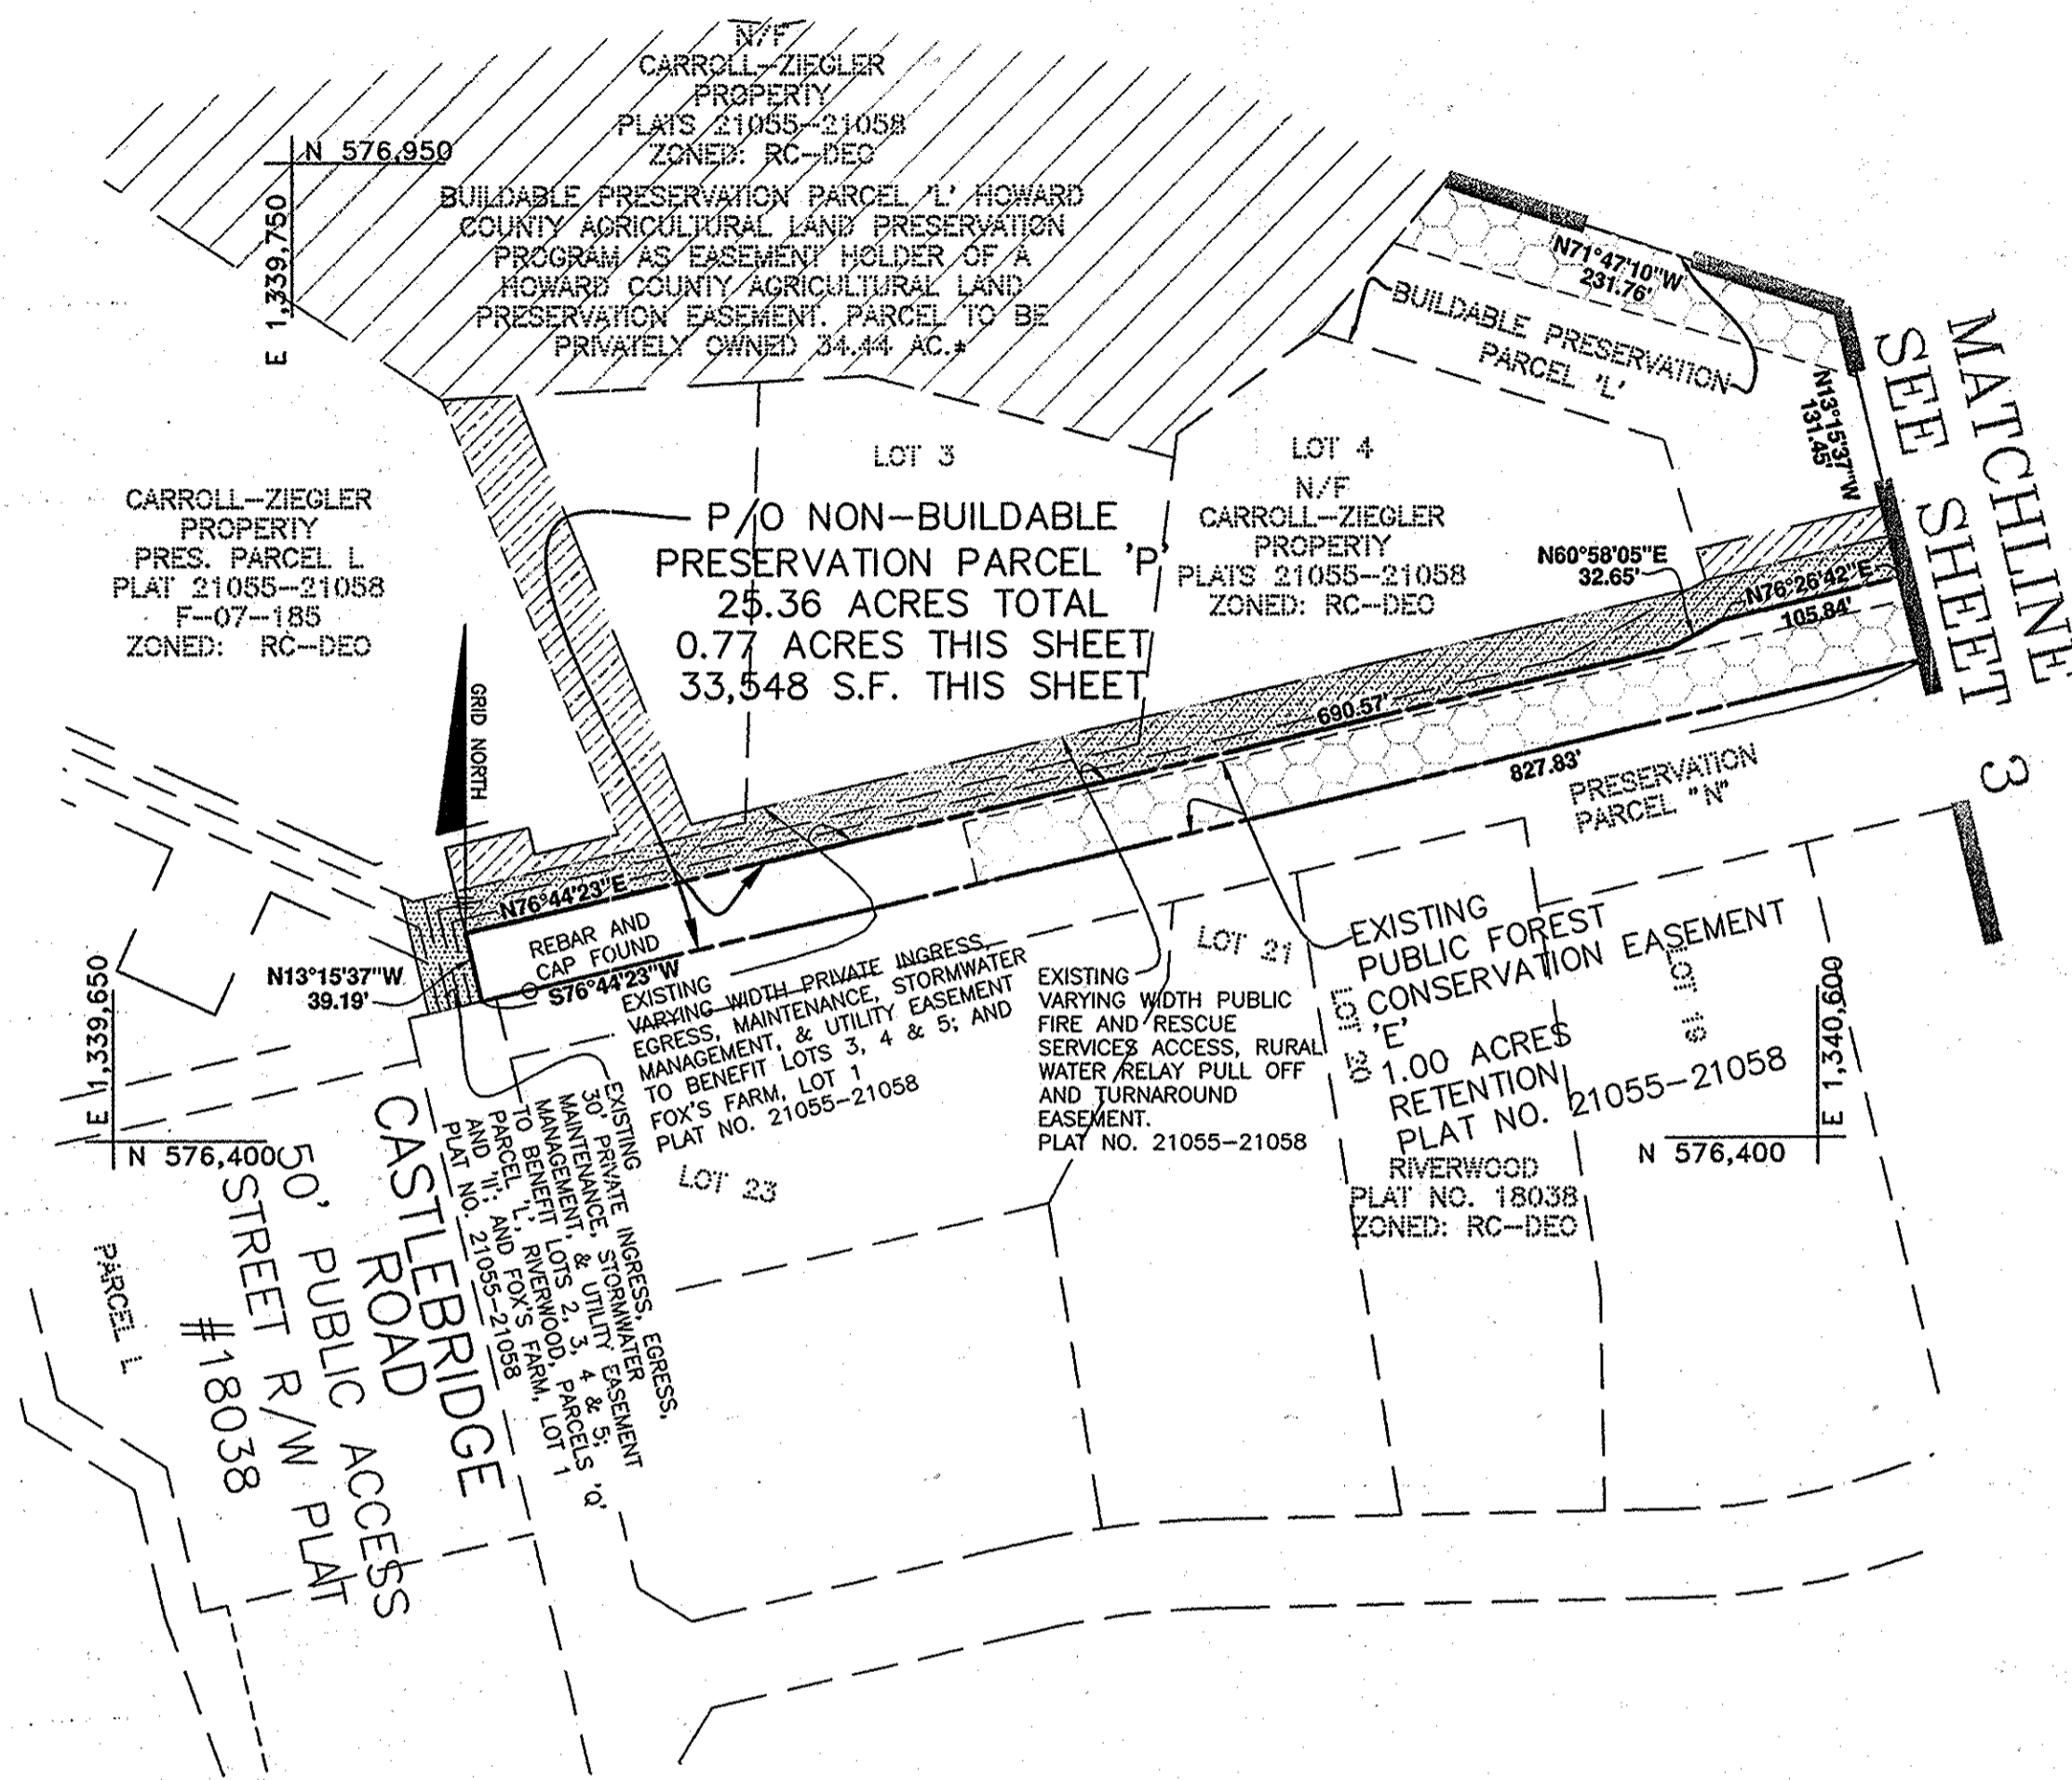 N/F
CARROLL-ZIEGLER
PROPERTY
PLATS 21055-21058
ZONED: RC-DEO
N 576,950
E 1,339,750
BUILDABLE PRESERVATION PARCEL 'L' HOWARD
COUNTY AGRICULTURAL LAND PRESERVATION
PROGRAM AS EASEMENT HOLDER OF A
HOWARD COUNTY AGRICULTURAL LAND
PRESERVATION EASEMENT. PARCEL TO BE
PRIVATELY OWNED 34.44 AC.*
N71°47'10"W
231.76'
BUILDABLE PRESERVATION
PARCEL 'L'
N13°15'37"W
131.45'
MATCHLINE
SEE SHEET 3
CARROLL-ZIEGLER
PROPERTY
PRES. PARCEL L
PLAT 21055-21058
F-07-185
ZONED: RC-DEO
LOT 3
P/O NON-BUILDABLE
PRESERVATION PARCEL 'P'
25.36 ACRES TOTAL
0.77 ACRES THIS SHEET
33,548 S.F. THIS SHEET
LOT 4
N/F
CARROLL-ZIEGLER
PROPERTY
PLATS 21055-21058
ZONED: RC-DEO
N60°58'05"E
32.65'
N76°26'42"E
105.84'
GRID NORTH
690.57'
827.83'
PRESERVATION
PARCEL "N"
N76°44'23"E
REBAR AND
CAP FOUND
S76°44'23"W
N13°15'37"W
39.19'
E 1,339,650
N 576,400
EXISTING
VARYING WIDTH PRIVATE INGRESS,
EGRESS, MAINTENANCE, STORMWATER
MANAGEMENT, & UTILITY EASEMENT
TO BENEFIT LOTS 3, 4 & 5; AND
FOX'S FARM, LOT 1
PLAT NO. 21055-21058
EXISTING
VARYING WIDTH PUBLIC
FIRE AND RESCUE
SERVICES ACCESS, RURAL
WATER RELAY PULL OFF
AND TURNAROUND
EASEMENT.
PLAT NO. 21055-21058
LOT 21
LOT 20
LOT 19
EXISTING
PUBLIC FOREST
CONSERVATION EASEMENT
'E'
1.00 ACRES
RETENTION
PLAT NO. 21055-21058
E 1,340,600
N 576,400
RIVERWOOD
PLAT NO. 18038
ZONED: RC-DEO
LOT 23
EXISTING
30' PRIVATE INGRESS, EGRESS,
MAINTENANCE, STORMWATER
MANAGEMENT, & UTILITY EASEMENT
TO BENEFIT LOTS 2, 3, 4 & 5;
PARCEL 'L', RIVERWOOD, PARCELS 'Q'
AND 'II'; AND FOX'S FARM, LOT 1
PLAT NO. 21055-21058
CASTLEBRIDGE
ROAD
50' PUBLIC ACCESS
STREET R/W PLAT
#18038
PARCEL L